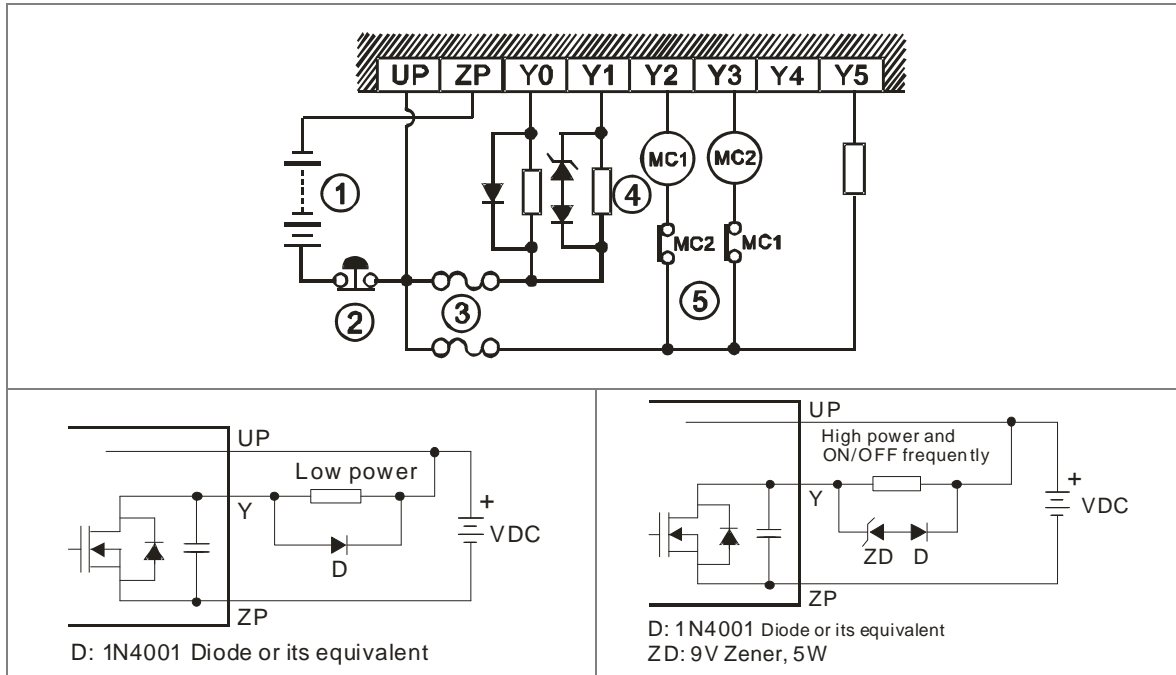 UP ZP Y0 Y1 Y2 Y3 Y4 Y5
MC1 MC2
1 4
MC2 MC1
2 3 5
UP
Low power
Y
+
VDC
D
ZP
D: 1N4001 Diode or its equivalent
UP
High power and
ON/OFF frequently
Y
+
VDC
ZD D
ZP
D: 1N4001 Diode or its equivalent
ZD: 9V Zener, 5W